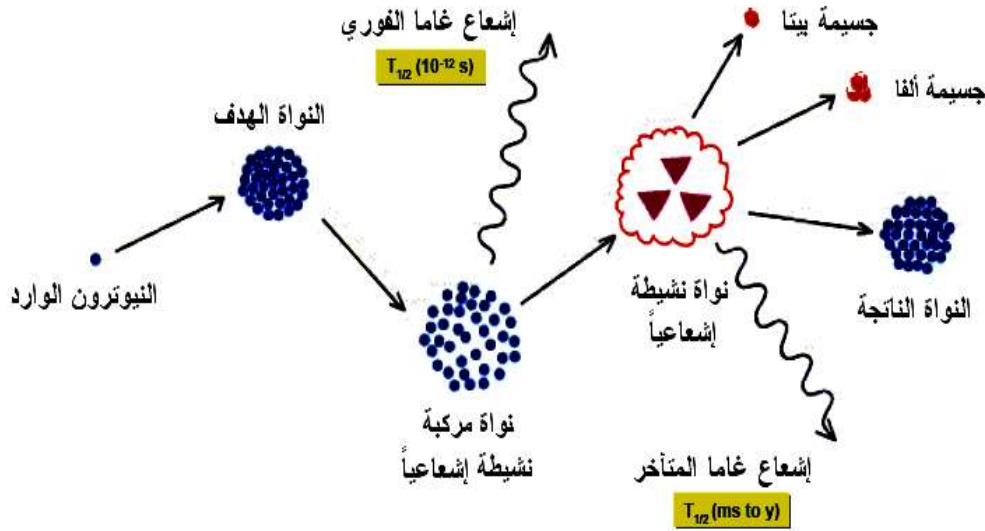 إشعاع غاما الفوري
T1/2 (10-12 s)
جسيمة بيتا
جسيمة ألفا
النواة الهدف
النيوترون الوارد
نواة نشيطة
إشعاعياً
النواة الناتجة
نواة مركبة
نشيطة إشعاعياً
إشعاع غاما المتأخر
T1/2 (ms to y)